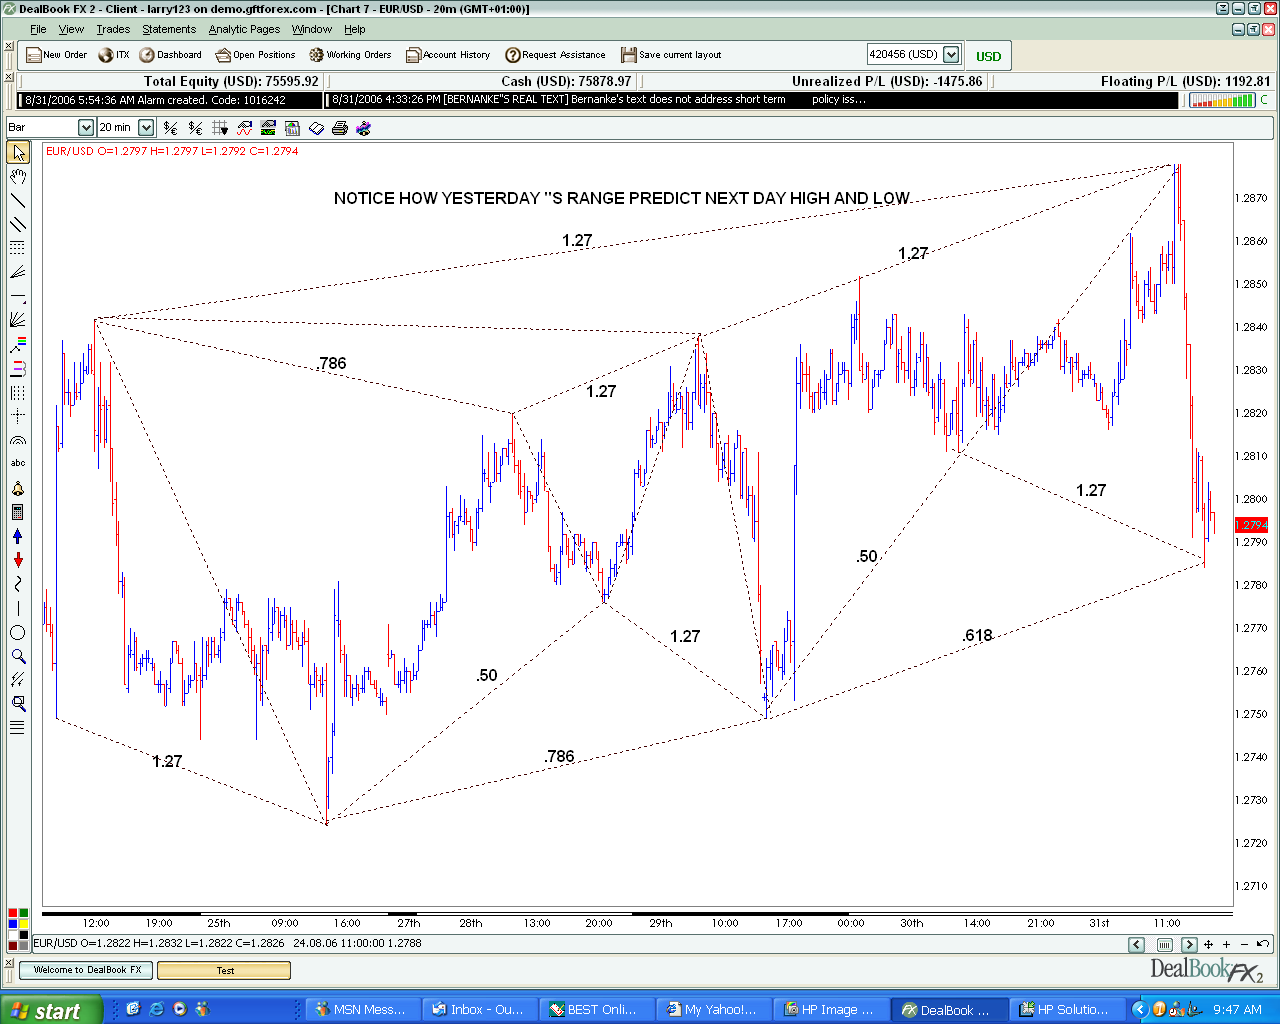 DealBook FX 2 - Client - larry123 on demo.gftforex.com - [Chart 7 - EUR/USD - 20m (GMT+01:00)]
File View Trades Statements Analytic Pages Window Help
New Order ITX Dashboard Open Positions Working Orders Account History Request Assistance Save current layout 420456 (USD) USD
Total Equity (USD): 75595.92 Cash (USD): 75878.97 Unrealized P/L (USD): -1475.86 Floating P/L (USD): 1192.81
8/31/2006 5:54:36 AM Alarm created. Code: 1016242 8/31/2006 4:33:26 PM [BERNANKE"S REAL TEXT] Bernanke's text does not address short term policy iss... C
Bar 20 min
EUR/USD O=1.2797 H=1.2797 L=1.2792 C=1.2794
NOTICE HOW YESTERDAY "S RANGE PREDICT NEXT DAY HIGH AND LOW
1.2870
1.27
1.2860
1.27
1.2850
1.2840
.786
1.2830
1.27
1.2820
abc
1.2810
1.27
1.2800
1.2794
1.2790
.50
1.2780
1.2770
1.27
.618
.50
1.2760
1.2750
.786
1.27
1.2740
1.2730
1.2720
1.2710
12:00 19:00 25th 09:00 16:00 27th 28th 13:00 20:00 29th 10:00 17:00 00:00 30th 14:00 21:00 31st 11:00
EUR/USD O=1.2822 H=1.2832 L=1.2822 C=1.2826 24.08.06 11:00:00 1.2788
Welcome to DealBook FX Test
DealBook FX 2
start MSN Mess... Inbox - Ou... BEST Onli... My Yahoo!... HP Image ... DealBook ... HP Solutio... 9:47 AM